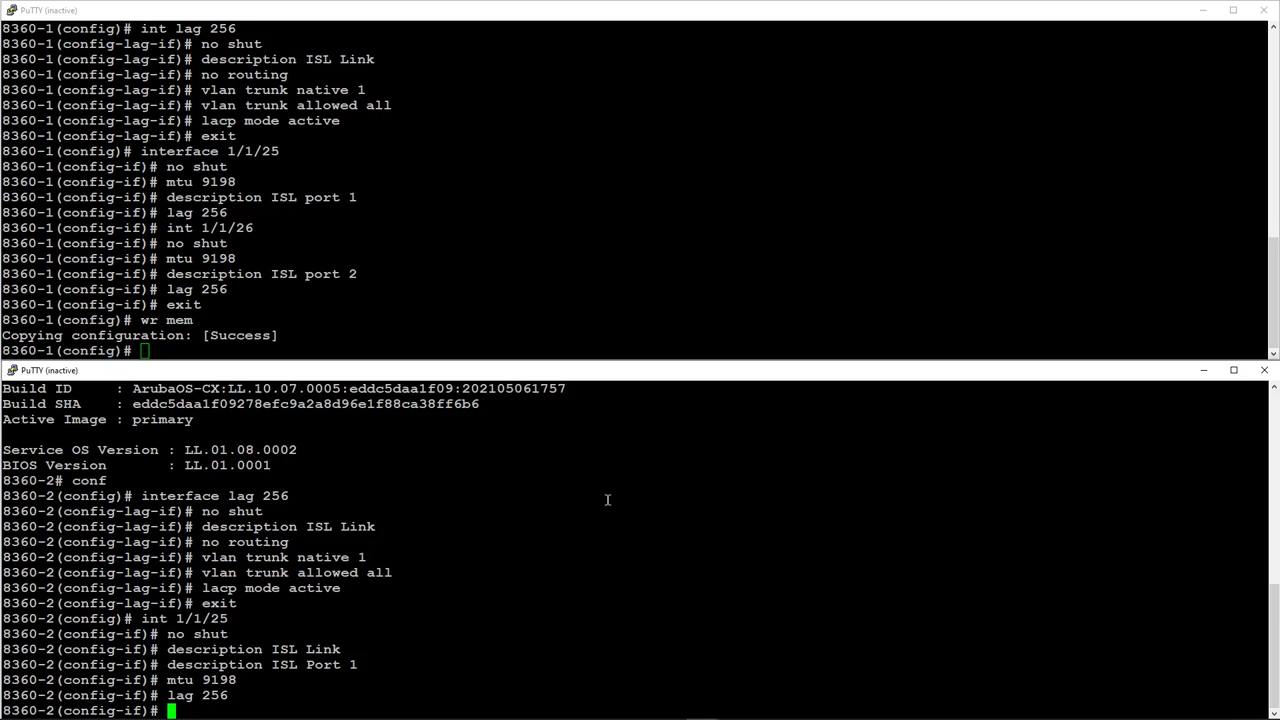 PuTTY (inactive)
8360-1(config)# int lag 256
8360-1(config-lag-if)# no shut
8360-1(config-lag-if)# description ISL Link
8360-1(config-lag-if)# no routing
8360-1(config-lag-if)# vlan trunk native 1
8360-1(config-lag-if)# vlan trunk allowed all
8360-1(config-lag-if)# lacp mode active
8360-1(config-lag-if)# exit
8360-1(config)# interface 1/1/25
8360-1(config-if)# no shut
8360-1(config-if)# mtu 9198
8360-1(config-if)# description ISL port 1
8360-1(config-if)# lag 256
8360-1(config-if)# int 1/1/26
8360-1(config-if)# no shut
8360-1(config-if)# mtu 9198
8360-1(config-if)# description ISL port 2
8360-1(config-if)# lag 256
8360-1(config-if)# exit
8360-1(config)# wr mem
Copying configuration: [Success]
8360-1(config)#
PuTTY (inactive)
Build ID : ArubaOS-CX:LL.10.07.0005:eddc5daa1f09:202105061757
Build SHA : eddc5daa1f09278efc9a2a8d96e1f88ca38ff6b6
Active Image : primary
Service OS Version : LL.01.08.0002
BIOS Version : LL.01.0001
8360-2# conf
8360-2(config)# interface lag 256
8360-2(config-lag-if)# no shut
8360-2(config-lag-if)# description ISL Link
8360-2(config-lag-if)# no routing
8360-2(config-lag-if)# vlan trunk native 1
8360-2(config-lag-if)# vlan trunk allowed all
8360-2(config-lag-if)# lacp mode active
8360-2(config-lag-if)# exit
8360-2(config)# int 1/1/25
8360-2(config-if)# no shut
8360-2(config-if)# description ISL Link
8360-2(config-if)# description ISL Port 1
8360-2(config-if)# mtu 9198
8360-2(config-if)# lag 256
8360-2(config-if)#